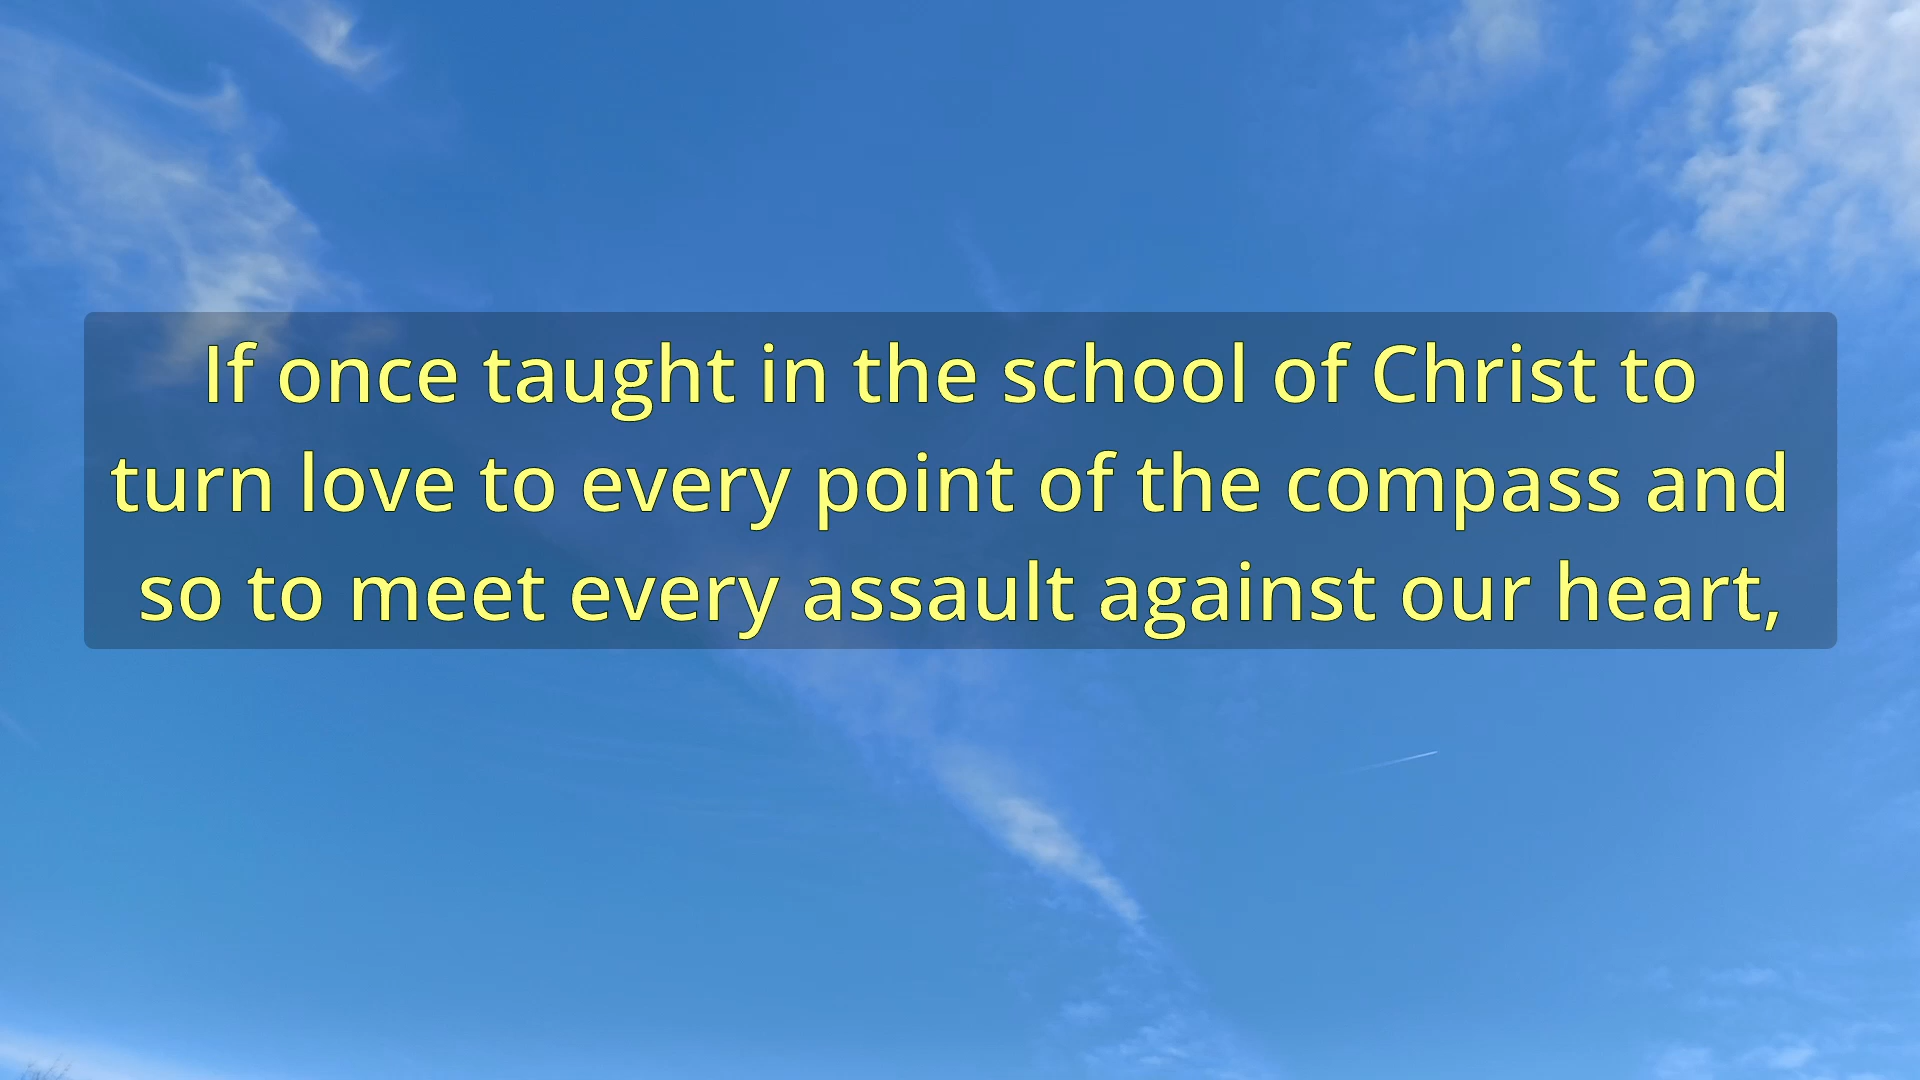 If once taught in the school of Christ to
turn love to every point of the compass and
so to meet every assault against our heart,